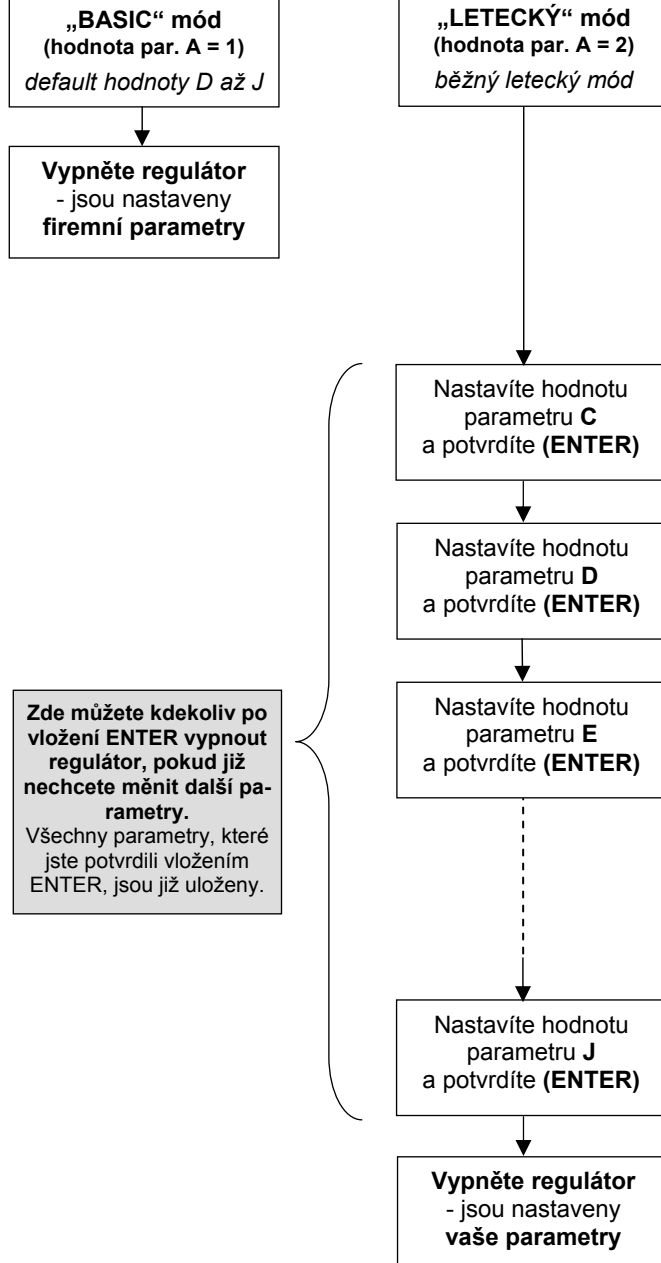 „BASIC“ mód
(hodnota par. A = 1)
default hodnoty D až J
Vypněte regulátor
- jsou nastaveny
firemní parametry
„LETECKÝ“ mód
(hodnota par. A = 2)
běžný letecký mód
Nastavíte hodnotu
parametru C
a potvrdíte (ENTER)
Nastavíte hodnotu
parametru D
a potvrdíte (ENTER)
Nastavíte hodnotu
parametru E
a potvrdíte (ENTER)
Zde můžete kdekoliv po
vložení ENTER vypnout
regulátor, pokud již
nechcete měnit další pa-
rametry.
Všechny parametry, které
jste potvrdili vložením
ENTER, jsou již uloženy.
Nastavíte hodnotu
parametru J
a potvrdíte (ENTER)
Vypněte regulátor
- jsou nastaveny
vaše parametry